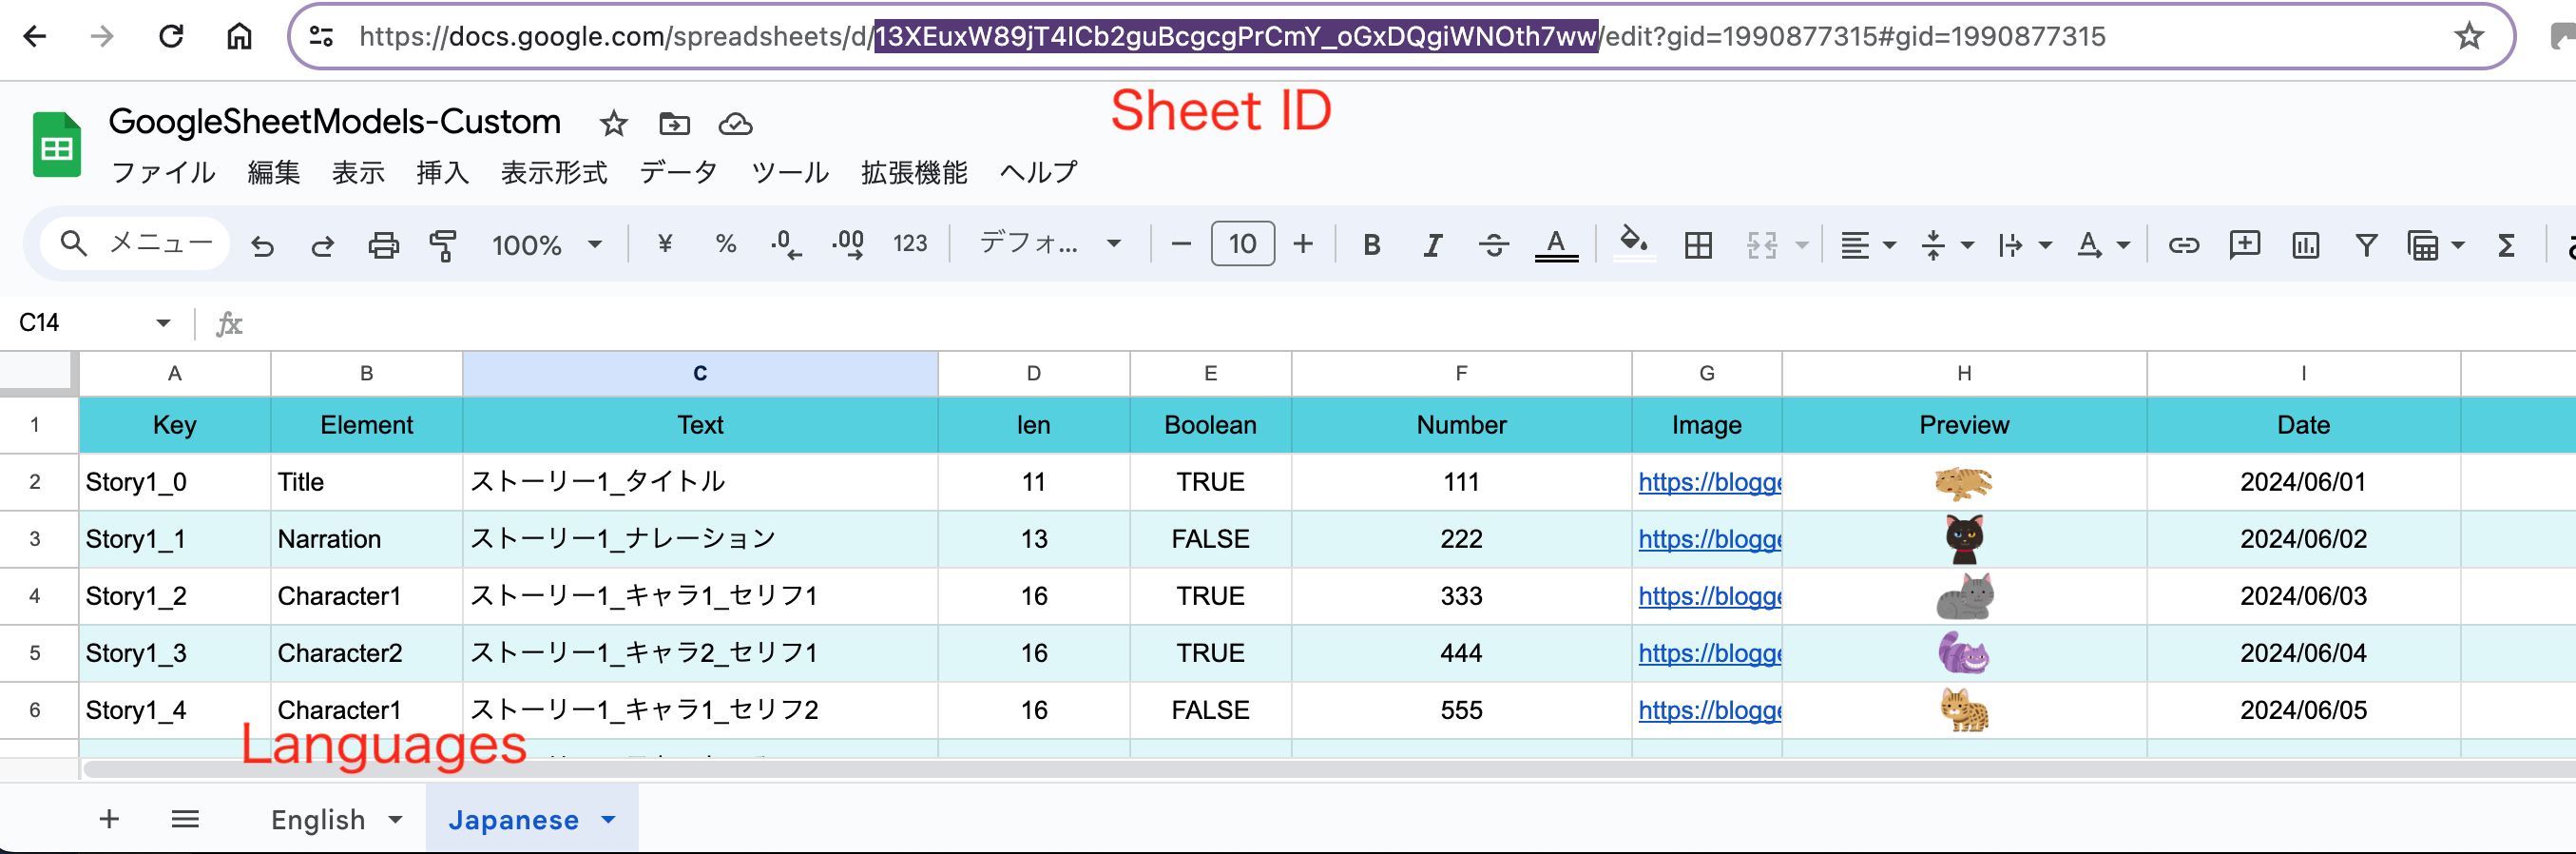 https://docs.google.com/spreadsheets/d/13XEuxW89jT4ICb2guBcgcgPrCmY_oGxDQgiWNOth7ww/edit?gid=1990877315#gid=1990877315
Sheet ID
GoogleSheetModels-Custom
ファイル 編集 表示 挿入 表示形式 データ ツール 拡張機能 ヘルプ
メニュー 100% ¥ % .0 .00 123 デフォ... 10 B I S A A Σ
C14 fx
A B C D E F G H I
1 Key Element Text len Boolean Number Image Preview Date
2 Story1_0 Title ストーリー1_タイトル 11 TRUE 111 https://blogge 2024/06/01
3 Story1_1 Narration ストーリー1_ナレーション 13 FALSE 222 https://blogge 2024/06/02
4 Story1_2 Character1 ストーリー1_キャラ1_セリフ1 16 TRUE 333 https://blogge 2024/06/03
5 Story1_3 Character2 ストーリー1_キャラ2_セリフ1 16 TRUE 444 https://blogge 2024/06/04
6 Story1_4 Character1 ストーリー1_キャラ1_セリフ2 16 FALSE 555 https://blogge 2024/06/05
Languages
English Japanese